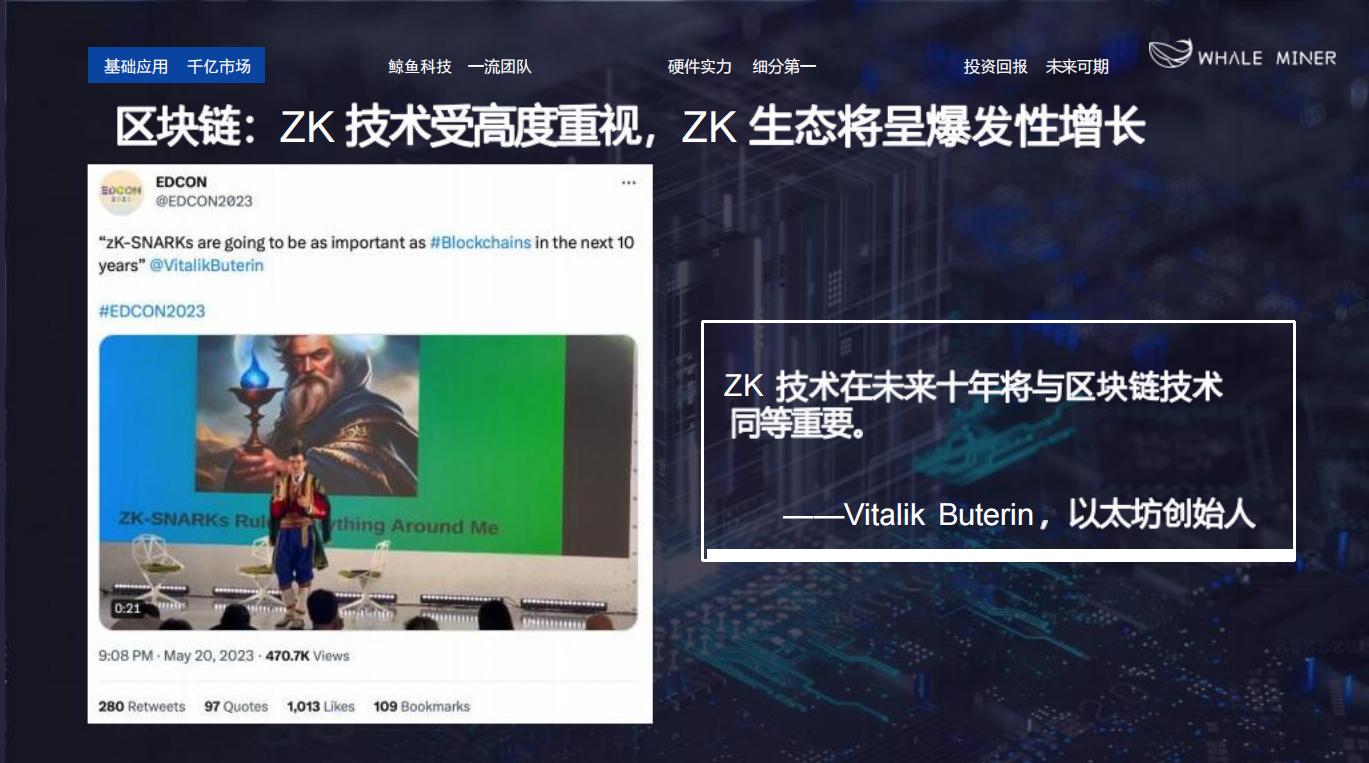 基础应用 千亿市场
鲸鱼科技 一流团队
硬件实力 细分第一
投资回报 未来可期
WHALE MINER
区块链：ZK 技术受高度重视，ZK 生态将呈爆发性增长
EDCON
2023
EDCON
@EDCON2023
“zK-SNARKs are going to be as important as #Blockchains in the next 10
years” @VitalikButerin
#EDCON2023
ZK-SNARKs Rul ything Around Me
0:21
9:08 PM · May 20, 2023 · 470.7K Views
280 Retweets 97 Quotes 1,013 Likes 109 Bookmarks
ZK 技术在未来十年将与区块链技术
同等重要。
——Vitalik Buterin，以太坊创始人